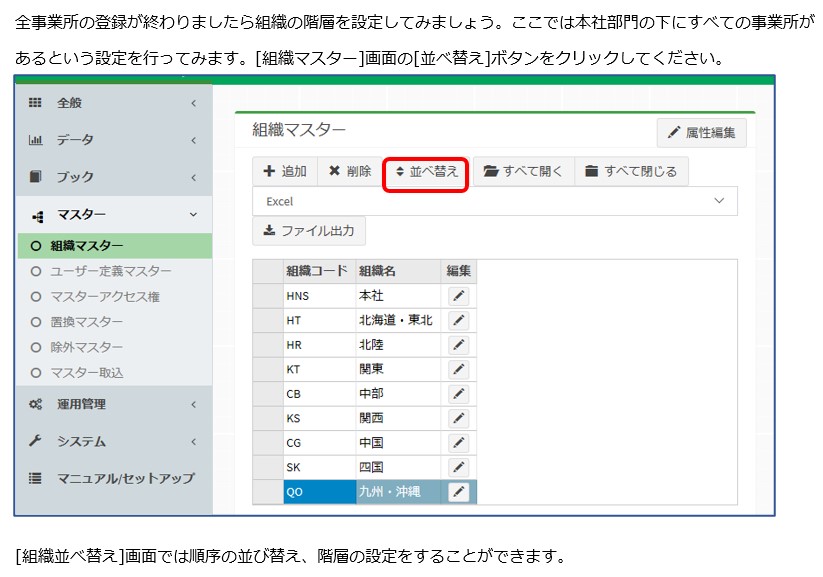 全事業所の登録が終わりましたら組織の階層を設定してみましょう。ここでは本社部門の下にすべての事業所が
あるという設定を行ってみます。[組織マスター]画面の[並べ替え]ボタンをクリックしてください。
全般
データ
ブック
マスター
組織マスター
ユーザー定義マスター
マスターアクセス権
置換マスター
除外マスター
マスター取込
運用管理
システム
マニュアル/セットアップ
組織マスター
属性編集
追加 削除 並べ替え すべて開く すべて閉じる
Excel
ファイル出力
組織コード 組織名 編集
HNS 本社
HT 北海道・東北
HR 北陸
KT 関東
CB 中部
KS 関西
CG 中国
SK 四国
QO 九州・沖縄
[組織並べ替え]画面では順序の並び替え、階層の設定をすることができます。